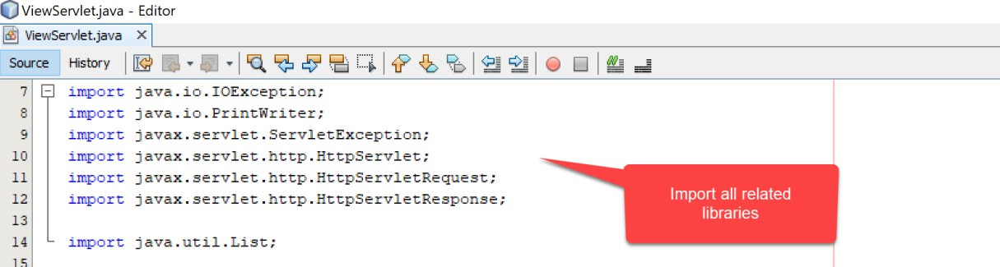 ViewServlet.java - Editor
ViewServlet.java X
Source History
7 import java.io.IOException;
8 import java.io.PrintWriter;
9 import javax.servlet.ServletException;
10 import javax.servlet.http.HttpServlet;
11 import javax.servlet.http.HttpServletRequest;
12 import javax.servlet.http.HttpServletResponse;
13
14 import java.util.List;
15
Import all related
libraries